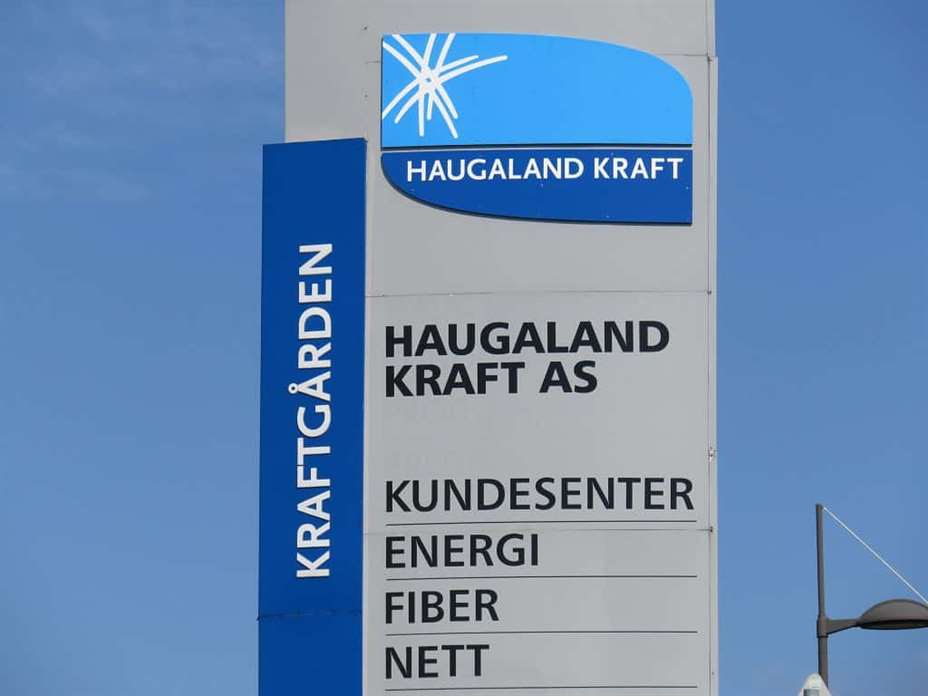 HAUGALAND KRAFT
KRAFTGÅRDEN
HAUGALAND
KRAFT AS
KUNDESENTER
ENERGI
FIBER
NETT